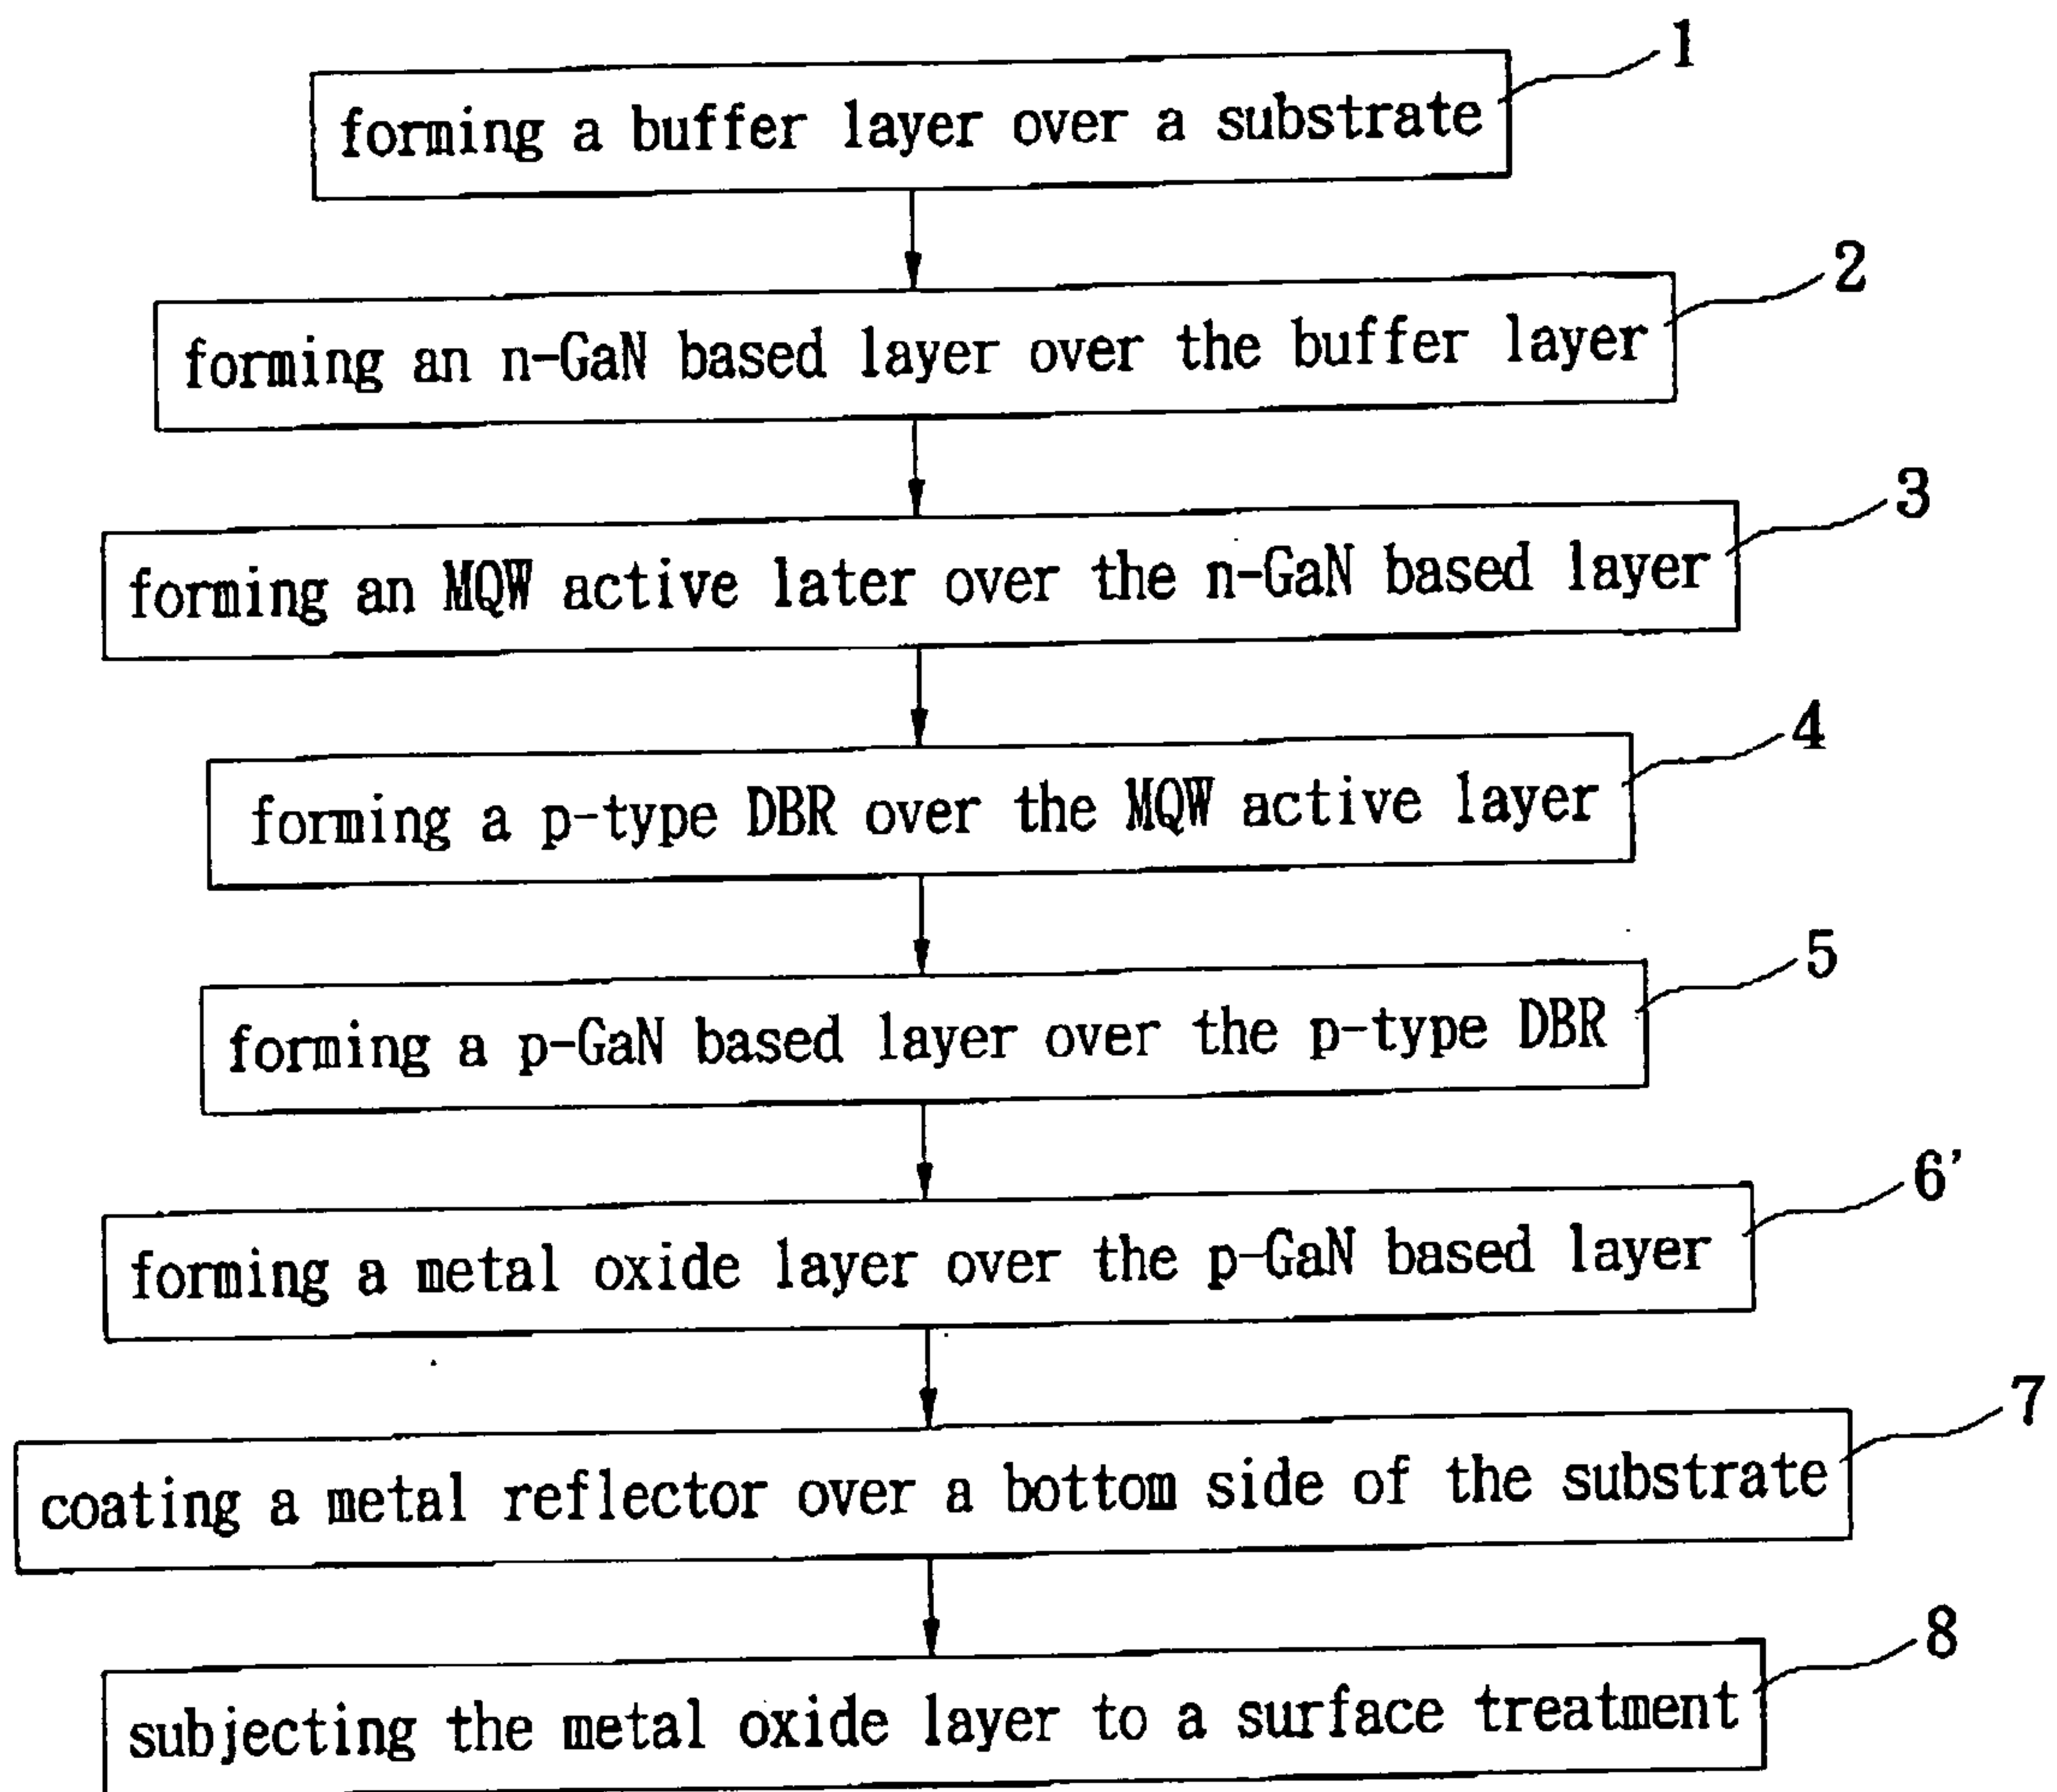 1
forming a buffer layer over a substrate
2
forming an n-GaN based layer over the buffer layer
3
forming an MQW active later over the n-GaN based layer
4
forming a p-type DBR over the MQW active layer
5
forming a p-GaN based layer over the p-type DBR
6’
forming a metal oxide layer over the p-GaN based layer
7
coating a metal reflector over a bottom side of the substrate
8
subjecting the metal oxide layer to a surface treatment